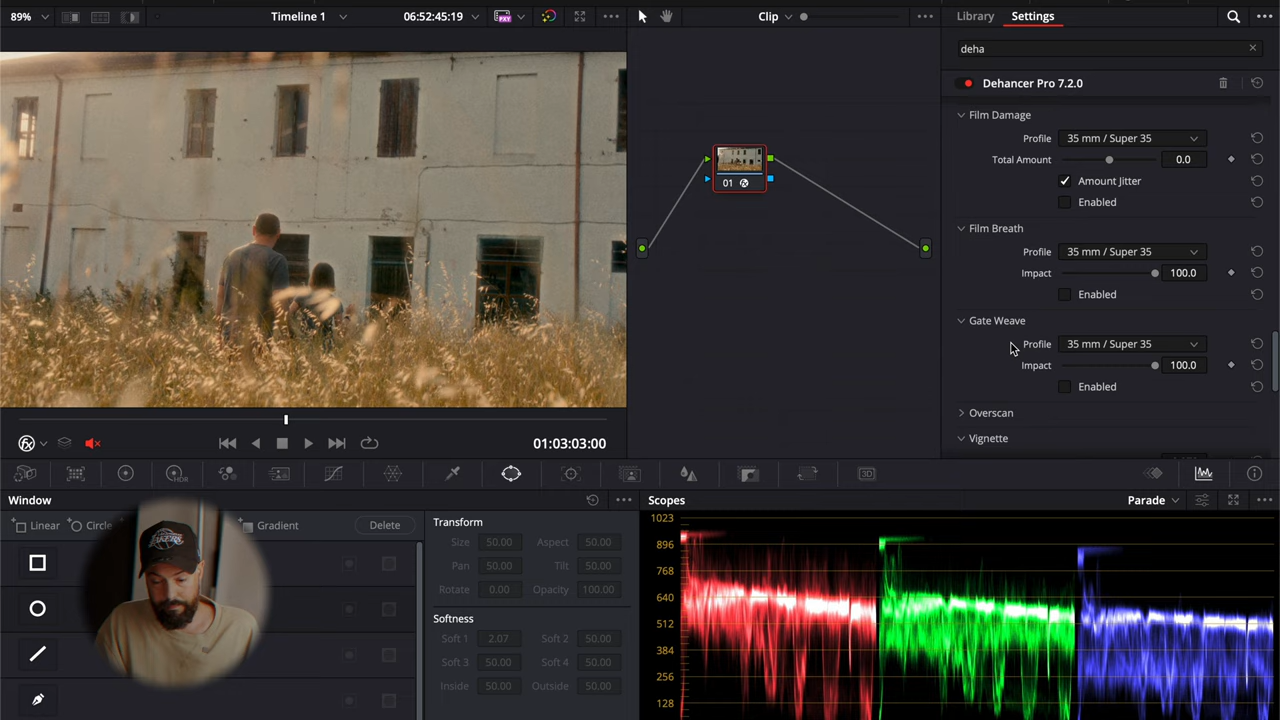 89%
Timeline 1
06:52:45:19
Clip
Library
Settings
deha
Dehancer Pro 7.2.0
Film Damage
Profile
35 mm / Super 35
Total Amount
0.0
Amount Jitter
Enabled
Film Breath
Profile
35 mm / Super 35
Impact
100.0
Enabled
Gate Weave
Profile
35 mm / Super 35
Impact
100.0
Enabled
Overscan
Vignette
01
01:03:03:00
HDR
3D
Window
Linear
Circle
Gradient
Delete
Transform
Size 50.00 Aspect 50.00
Pan 50.00 Tilt 50.00
Rotate 0.00 Opacity 100.00
Softness
Soft 1 2.07 Soft 2 50.00
Soft 3 50.00 Soft 4 50.00
Inside 50.00 Outside 50.00
Scopes
Parade
1023
896
768
640
512
384
256
128